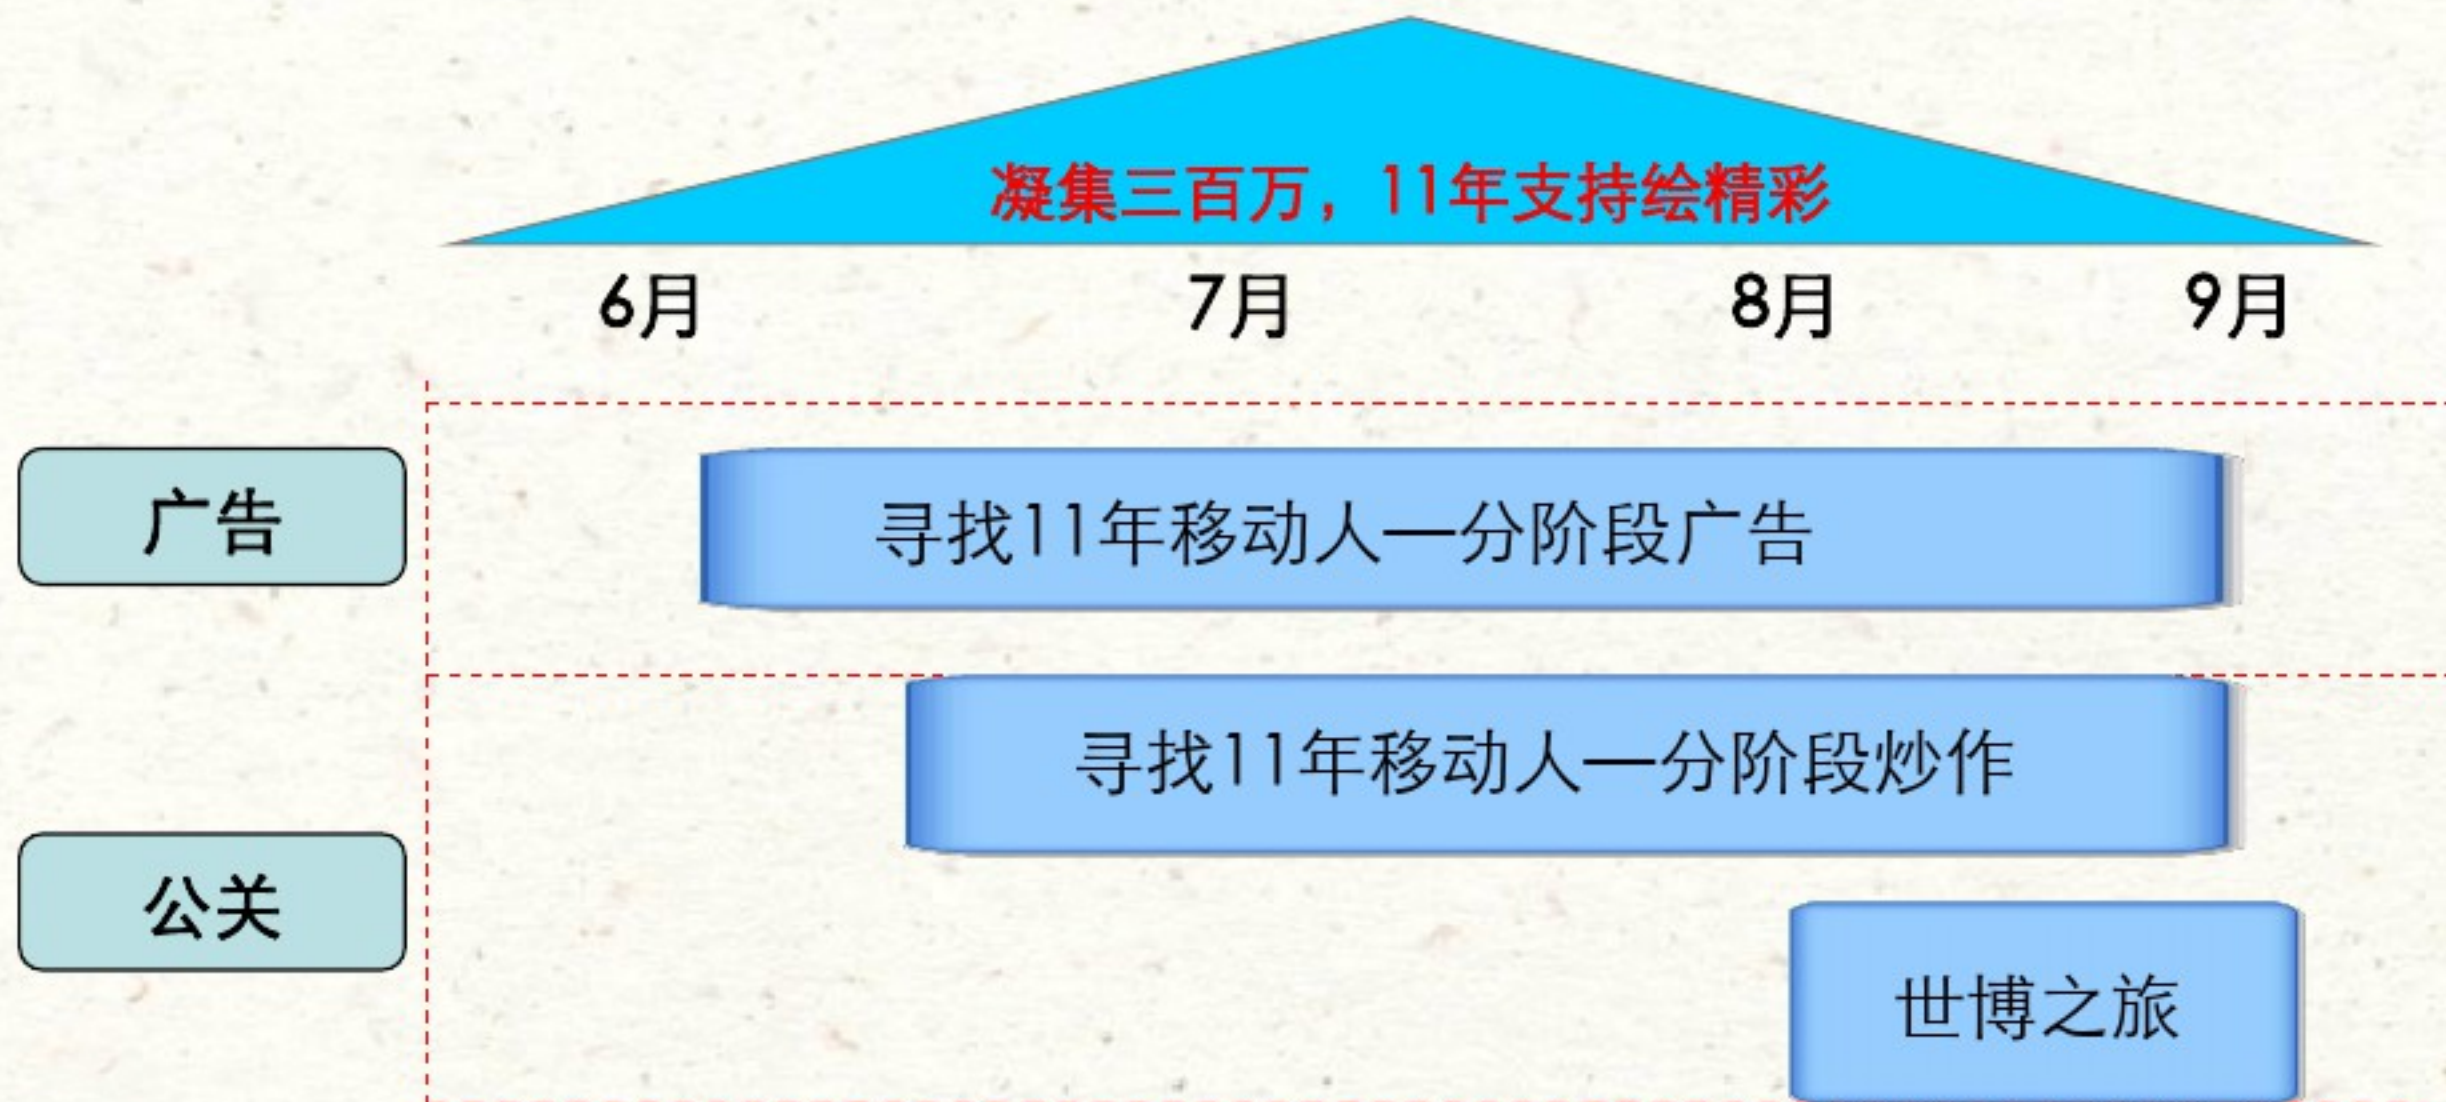 凝集三百万，11年支持绘精彩
6月 7月 8月 9月
广告
寻找11年移动人—分阶段广告
寻找11年移动人—分阶段炒作
公关
世博之旅